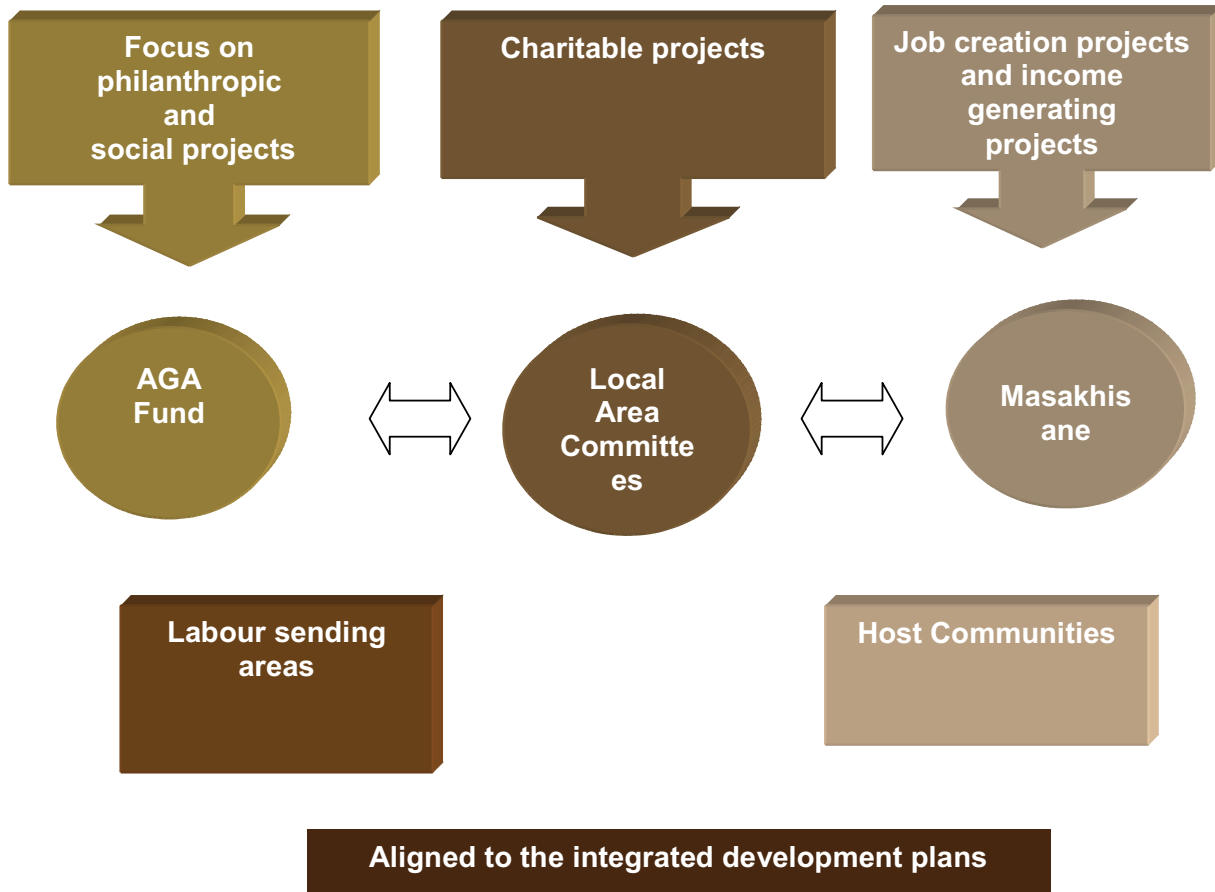 Focus on
philanthropic
and
social projects
Charitable projects
Job creation projects
and income
generating
projects
AGA
Fund
Local
Area
Committe
es
Masakhis
ane
Labour sending
areas
Host Communities
Aligned to the integrated development plans